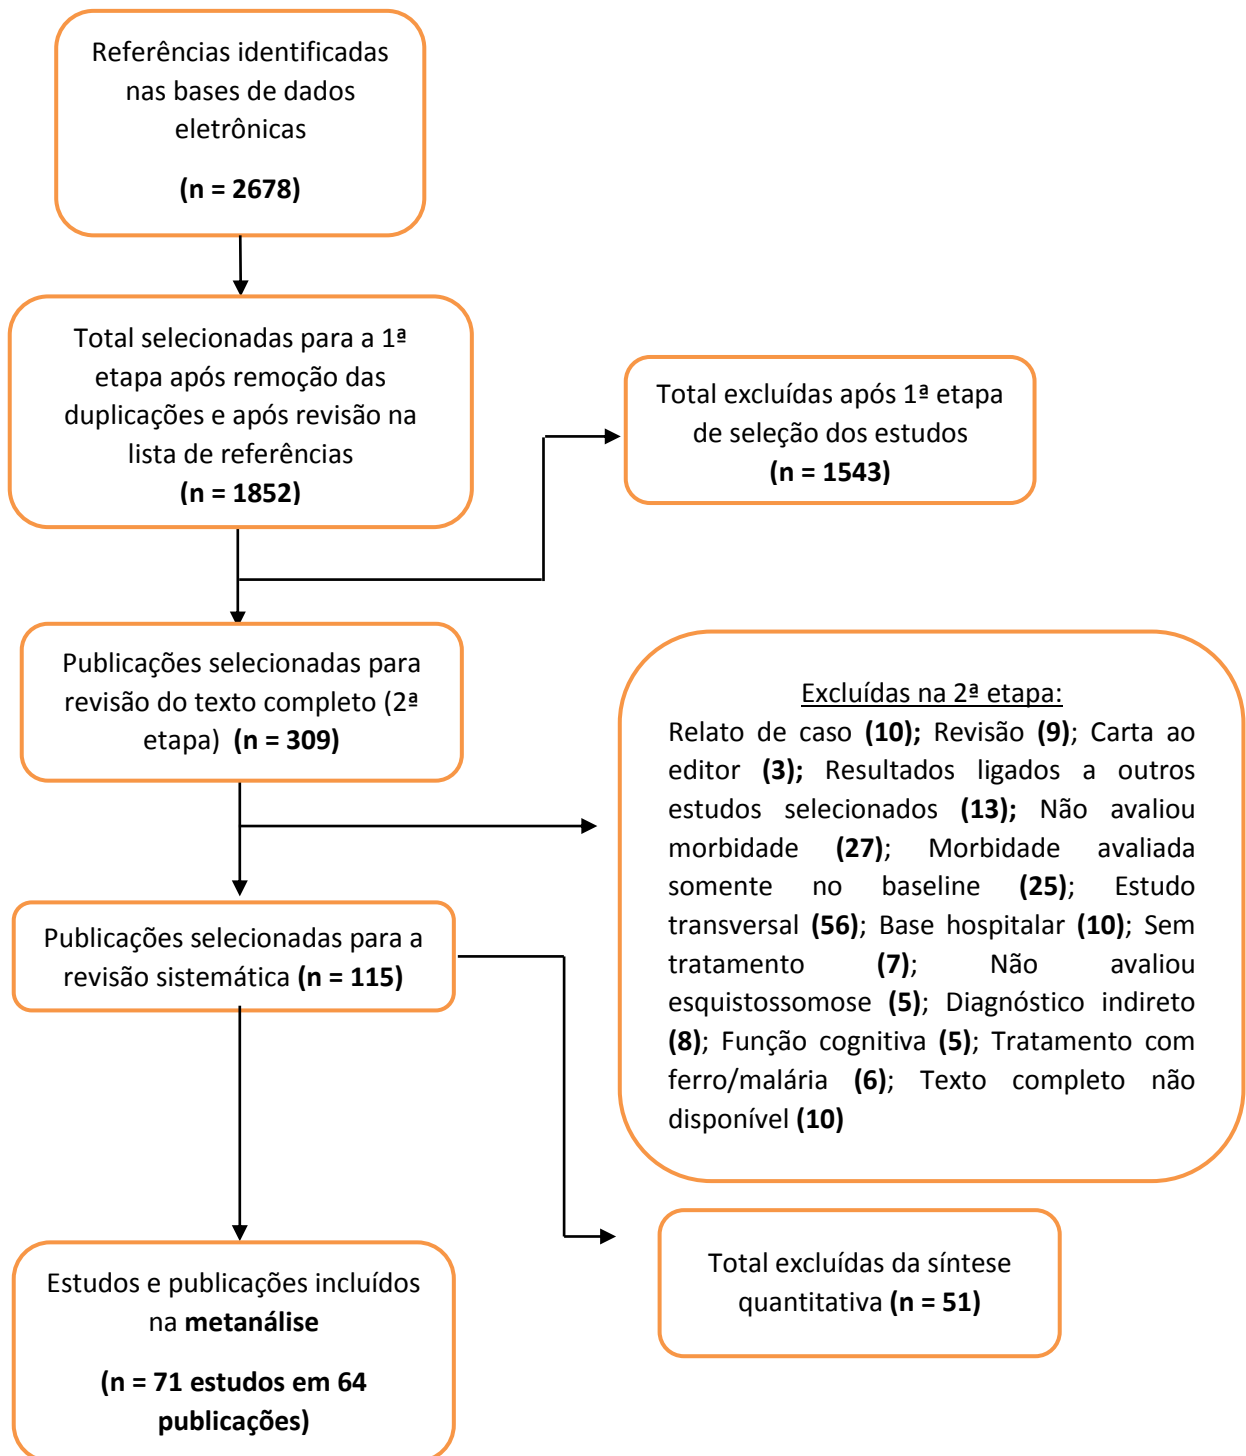 Referências identificadas
nas bases de dados
eletrônicas
(n = 2678)
Total selecionadas para a 1ª
etapa após remoção das
duplicações e após revisão na
lista de referências
(n = 1852)
Total excluídas após 1ª etapa
de seleção dos estudos
(n = 1543)
Publicações selecionadas para
revisão do texto completo (2ª
etapa) (n = 309)
Excluídas na 2ª etapa:
Relato de caso (10); Revisão (9); Carta ao
editor (3); Resultados ligados a outros
estudos selecionados (13); Não avaliou
morbidade (27); Morbidade avaliada
somente no baseline (25); Estudo
transversal (56); Base hospitalar (10); Sem
tratamento (7); Não avaliou
esquistossomose (5); Diagnóstico indireto
(8); Função cognitiva (5); Tratamento com
ferro/malária (6); Texto completo não
disponível (10)
Publicações selecionadas para a
revisão sistemática (n = 115)
Total excluídas da síntese
quantitativa (n = 51)
Estudos e publicações incluídos
na metanálise
(n = 71 estudos em 64
publicações)